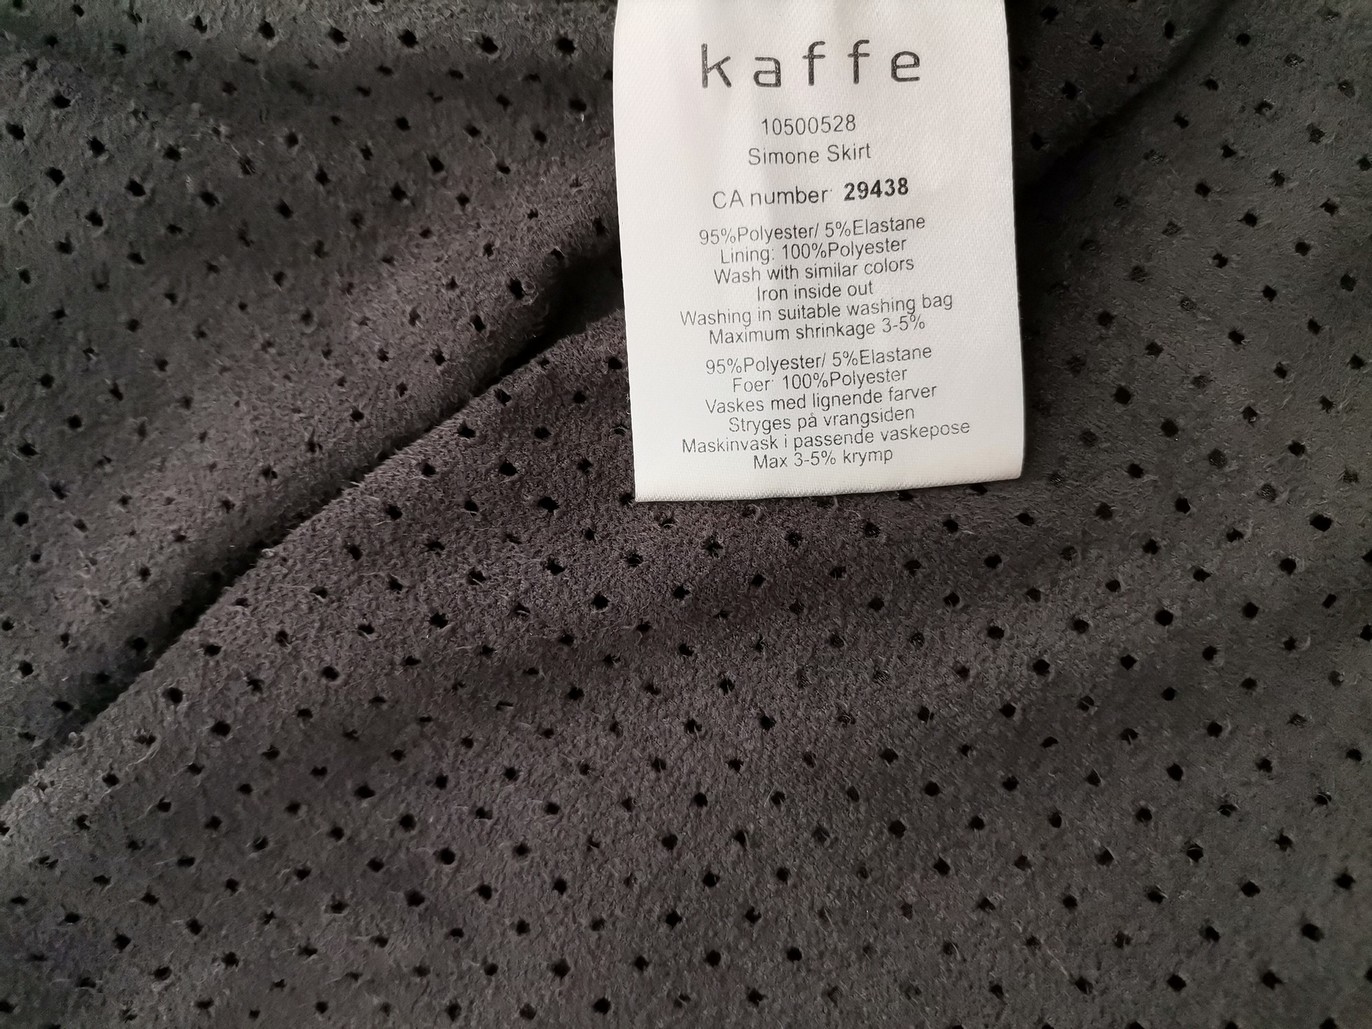 kaffe
10500528
Simone Skirt
CA number 29438
95%Polyester/ 5%Elastane
Lining: 100%Polyester
Wash with similar colors
Iron inside out
Washing in suitable washing bag
Maximum shrinkage 3-5%
95%Polyester/ 5%Elastane
Foer 100%Polyester
Vaskes med lignende farver
Stryges på vrangsiden
Maskinvask i passende vaskepose
Max 3-5% krymp